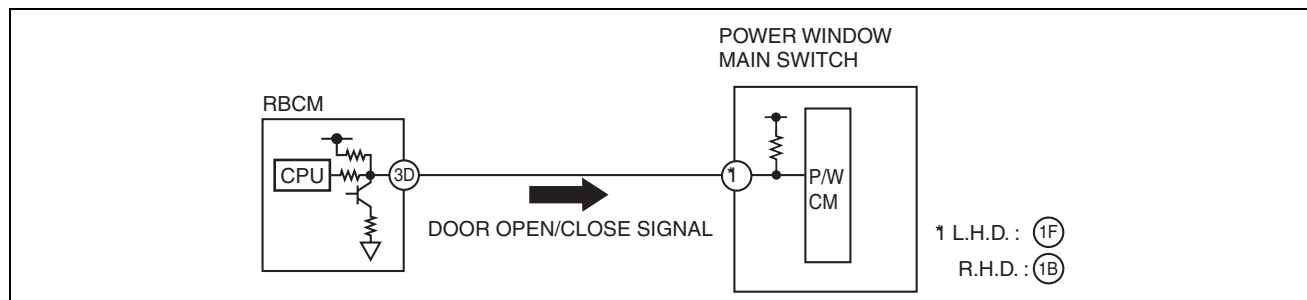 POWER WINDOW
MAIN SWITCH
RBCM
CPU
3D
*1
P/W
CM
DOOR OPEN/CLOSE SIGNAL
*1 L.H.D. : 1F
R.H.D. : 1B